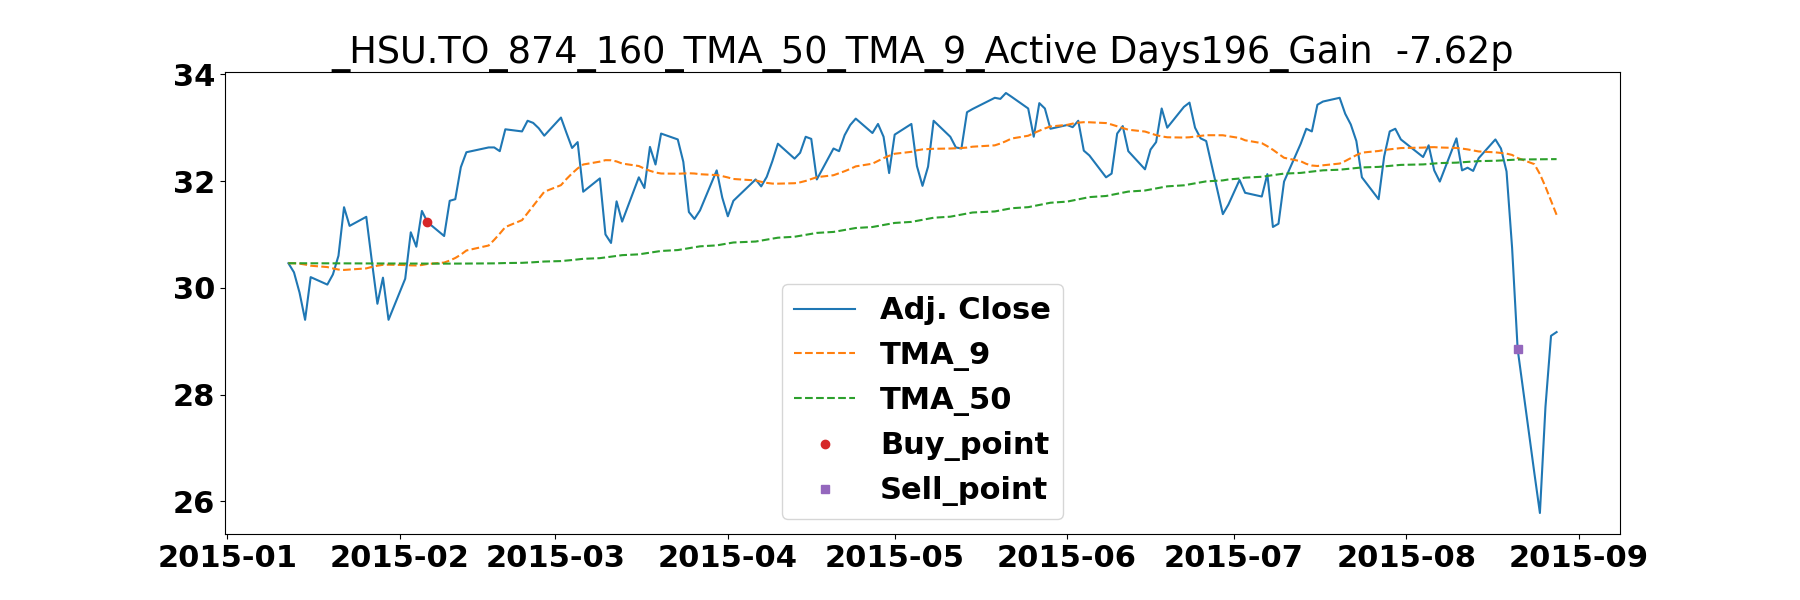 _HSU.TO_874_160_TMA_50_TMA_9_Active Days196_Gain  -7.62p
34
32
30
28
26
Adj. Close
TMA_9
TMA_50
Buy_point
Sell_point
2015-01 2015-02 2015-03 2015-04 2015-05 2015-06 2015-07 2015-08 2015-09